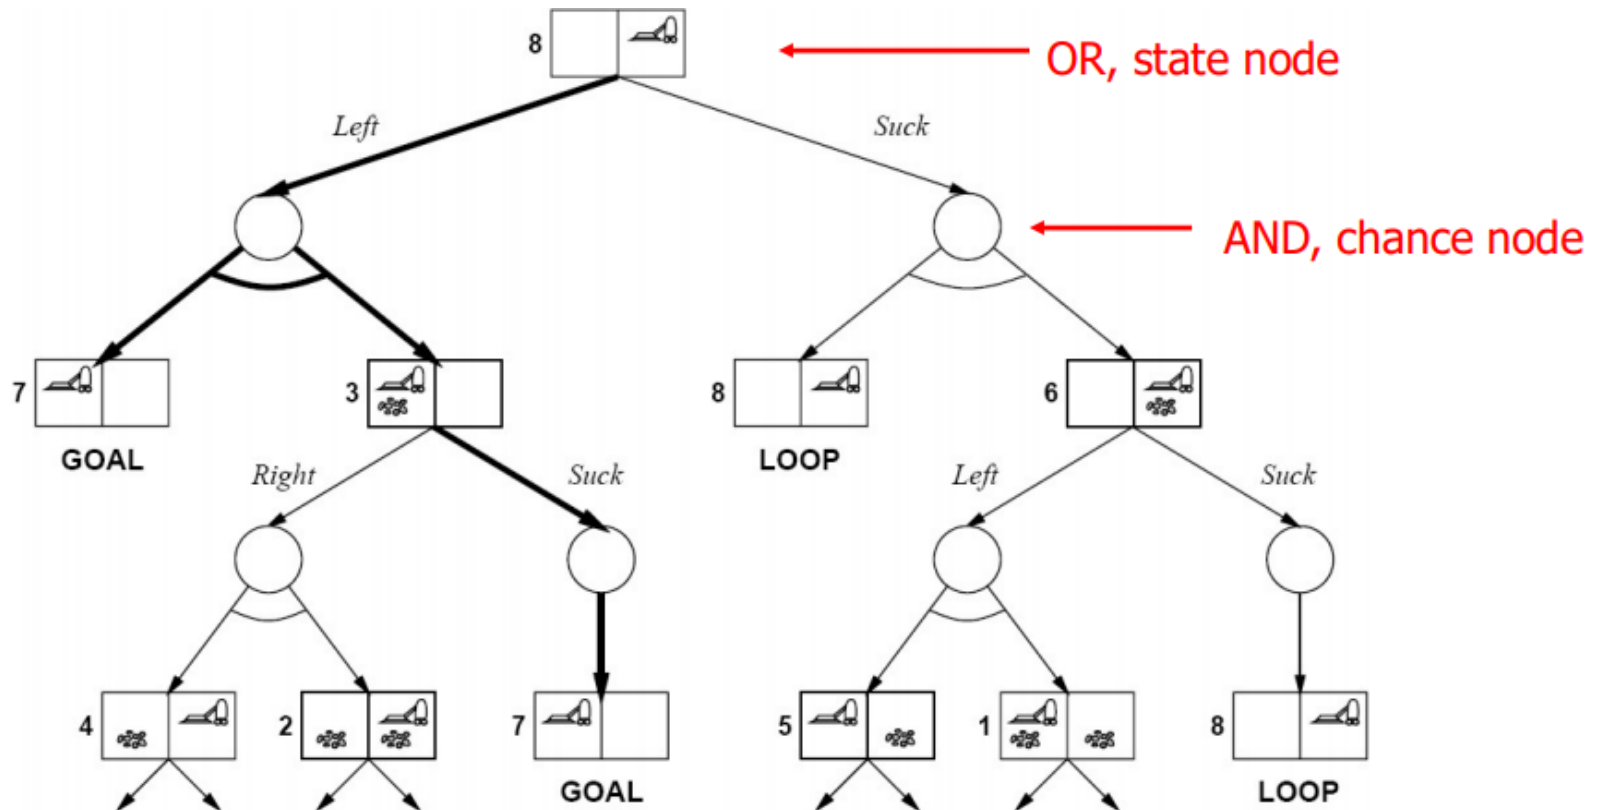 8
OR, state node
Left
Suck
AND, chance node
7
3
8
6
GOAL
LOOP
Right
Suck
Left
Suck
4
2
7
5
1
8
GOAL
LOOP